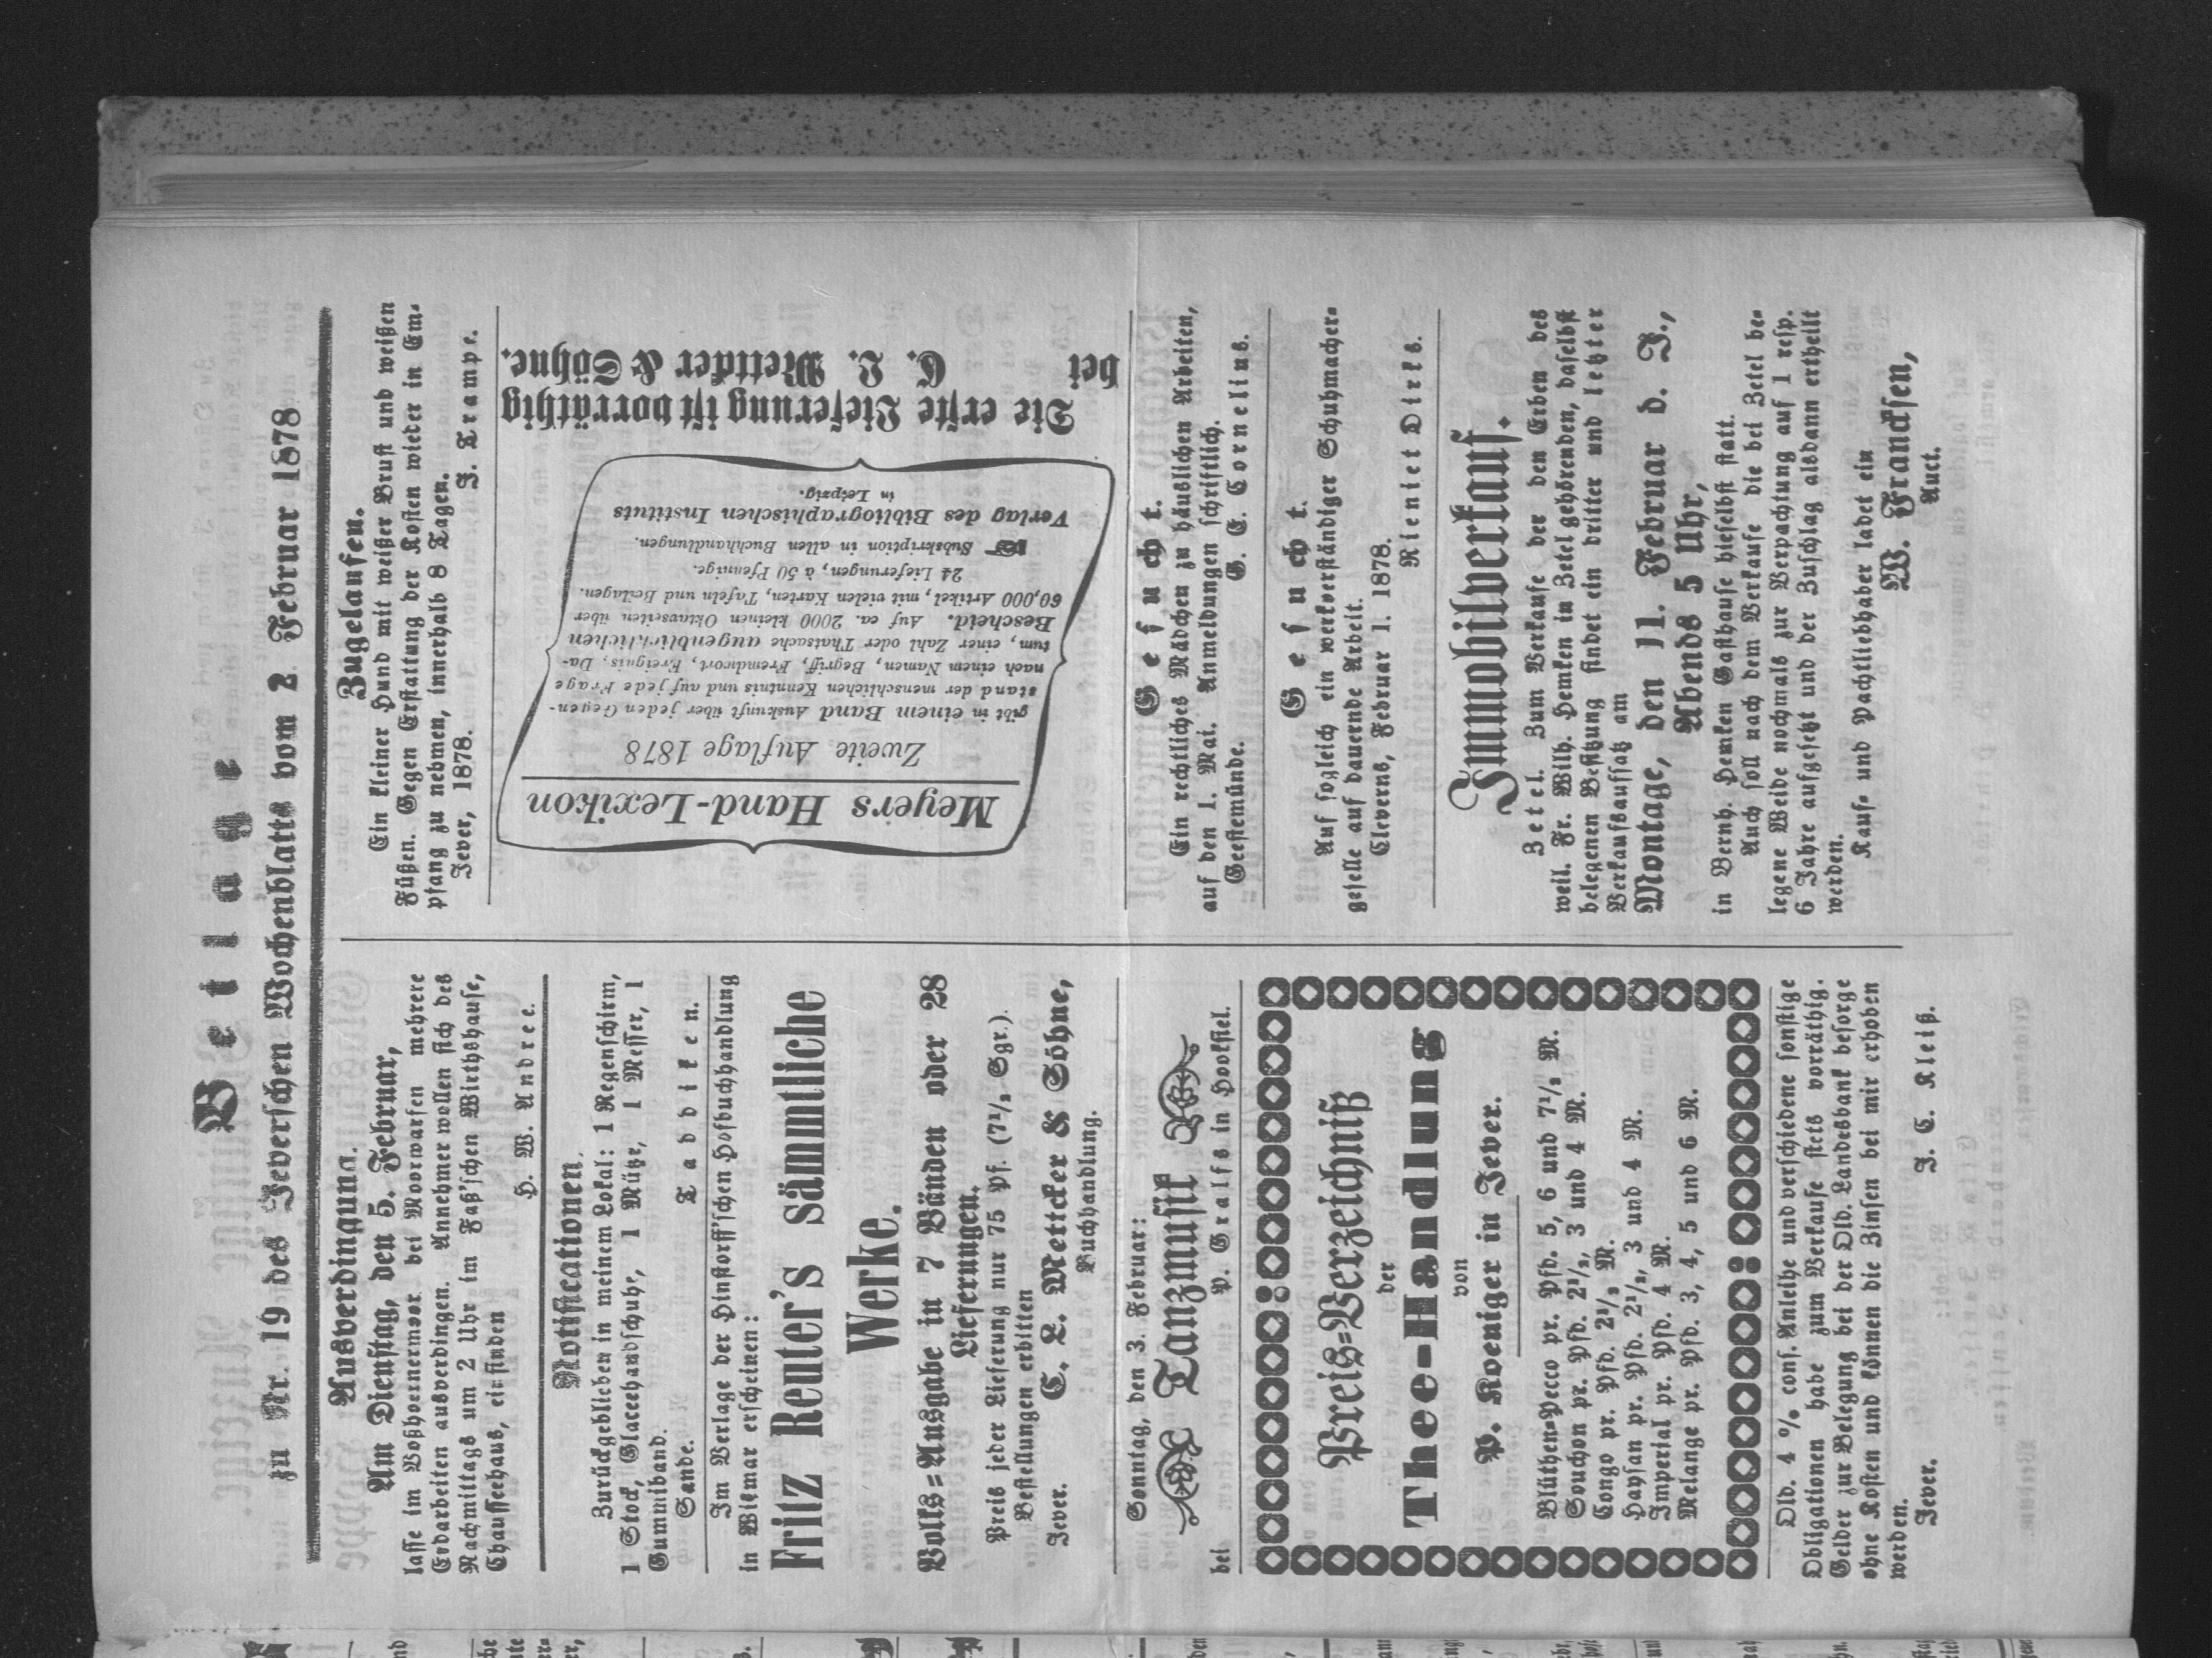 Beilage
zu Nr. 19 des Jeverschen Wochenblatts vom 2. Februar 1878
Ausverdingung.
Am Dienstag, den 5. Februar,
lasse im Voßhoernermoor bei Moorwarfen mehrere
Erdarbeiten ausverdingen. Annehmer wollen sich des
Nachmittags um 2 Uhr im Faß'schen Wirthshause,
Chausseehaus, einfinden
H. W. Andree.
Notificationen.
Zurückgeblieben in meinem Lokal: 1 Regenschirm,
1 Stock, Glaceehandschuhe, 1 Mütze, 1 Messer, 1
Gummiband.
Sande. Taddiken.
Im Verlage der Hinstorff'schen Hofbuchhandlung
in Wismar erscheinen:
Fritz Reuter's sämmtliche
Werke.
Volks=Ausgabe in 7 Bänden oder 28
Lieferungen.
Preis jeder Lieferung nur 75 Pf. (7½ Sgr.).
Bestellungen erbitten
Jever. C. L. Mettcker & Söhne,
Buchhandlung.
Sonntag, den 3. Februar:
Tanzmusik
bei P. Gralfs in Hooksiel.
Preis=Verzeichniß
der
Thee-Handlung
von
P. Koeniger in Jever.
Blüthen=Pecco pr. Pfd. 5, 6 und 7½ M.
Souchon pr. Pfd. 2½, 3 und 4 M.
Congo pr. Pfd. 2½ M.
Haysan pr. Pfd. 2½, 3 und 4 M.
Imperial pr. Pfd. 4 M.
Melange pr. Pfd. 3, 4, 5 und 6 M.
Old. 4 % cons. Anleihe und verschiedene sonstige
Obligationen habe zum Verkaufe stets vorräthig.
Gelder zur Belegung bei der Old. Landesbank besorge
ohne Kosten und können die Zinsen bei mir erhoben
werden.
Jever. J. C. Kleiß.
Zugelaufen.
Ein kleiner Hund mit weißer Brust und weißen
Füßen. Gegen Erstattung der Kosten wieder in Em-
pfang zu nehmen, innerhalb 8 Tagen.
Jever, 1878. J. Trampe.
Meyers Hand-Lexikon
Zweite Auflage 1878
gibt in einem Band Auskunft über jeden Gegen-
stand der menschlichen Kenntnis und auf jede Frage
nach einem Namen, Begriff, Fremdwort, Ereignis, Da-
tum, einer Zahl oder Thatsache augenblicklichen
Bescheid. Auf ca. 2000 kleinen Oktavseiten über
60,000 Artikel, mit vielen Karten, Tafeln und Beilagen.
24 Lieferungen, à 50 Pfennige.
Subskription in allen Buchhandlungen.
Verlag des Bibliographischen Instituts
in Leipzig.
Die erste Lieferung ist vorräthig
bei C. L. Mettcker & Söhne.
Gesucht.
Ein rechtliches Mädchen zu häuslichen Arbeiten,
auf den 1. Mai. Anmeldungen schriftlich.
Geestemünde. G. E. Cornelius.
Gesucht.
Auf sogleich ein werkverständiger Schuhmacher-
geselle auf dauernde Arbeit.
Cleverns, Februar 1. 1878.
Rieniet Dirks.
Immobilverkauf.
Zetel. Zum Verkaufe der den Erben des
weil. Fr. Wilh. Hemken in Zetel gehörenden, daselbst
belegenen Besitzung findet ein dritter und letzter
Verkaufsaufsatz am
Montage, den 11. Februar d. J.,
Abends 5 Uhr,
in Bernh. Hemken Gasthause hieselbst statt.
Auch soll nach dem Verkaufe die bei Zetel be-
legene Weide nochmals zur Verpachtung auf 1 resp.
6 Jahre aufgesetzt und der Zuschlag alsdann ertheilt
werden.
Kauf- und Pachtliebhaber ladet ein
W. Francksen,
Auct.